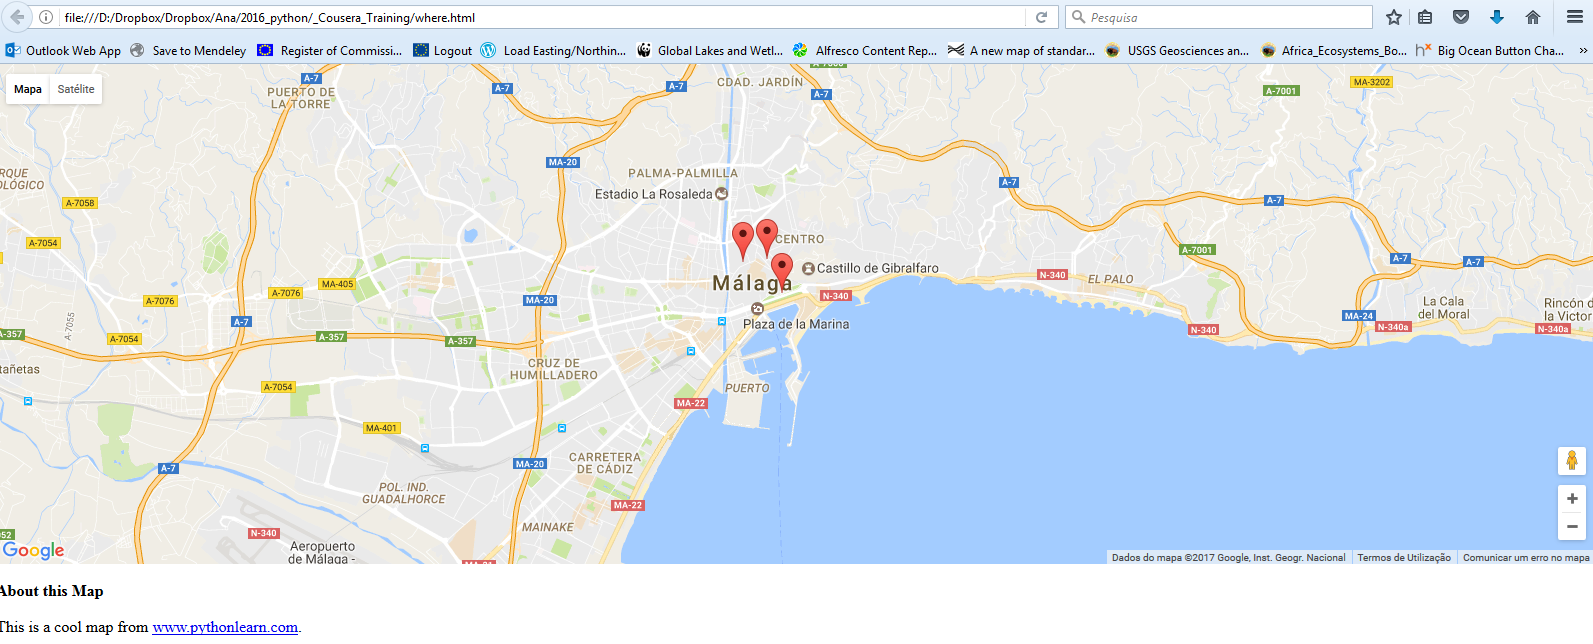 file:///D:/Dropbox/Dropbox/Ana/2016_python/_Cousera_Training/where.html
Pesquisa
Outlook Web App
Save to Mendeley
Register of Commissi...
Logout
Load Easting/Northin...
Global Lakes and Wetl...
Alfresco Content Rep...
A new map of standar...
USGS Geosciences an...
Africa_Ecosystems_Bo...
Big Ocean Button Cha...
»
Mapa
Satélite
A-7
PUERTO DE
LA TORRE
A-7
A-7
CDAD. JARDÍN
A-7
A-7001
MA-3202
MA-20
PALMA-PALMILLA
Estadio La Rosaleda
RQUE
OLÓGICO
A-7058
A-7
A-7
A-7054
CENTRO
A-7001
Málaga
Castillo de Gibralfaro
N-340
EL PALO
A-7
A-7
A-7076
A-7076
MA-405
MA-20
N-340
La Cala
del Moral
Rincón d
la Victor
A-7055
A-7
Plaza de la Marina
MA-24
N-340
N-340a
N-340a
A-357
A-7054
A-357
A-357
tañetas
CRUZ DE
HUMILLADERO
A-7054
PUERTO
MA-22
MA-401
A-7
MA-20
CARRETERA
DE CÁDIZ
POL. IND.
GUADALHORCE
MA-22
MAINAKE
N-340
52
Aeropuerto
de Málaga -
Google
Dados do mapa ©2017 Google, Inst. Geogr. Nacional
Termos de Utilização
Comunicar um erro no mapa
About this Map
This is a cool map from www.pythonlearn.com.